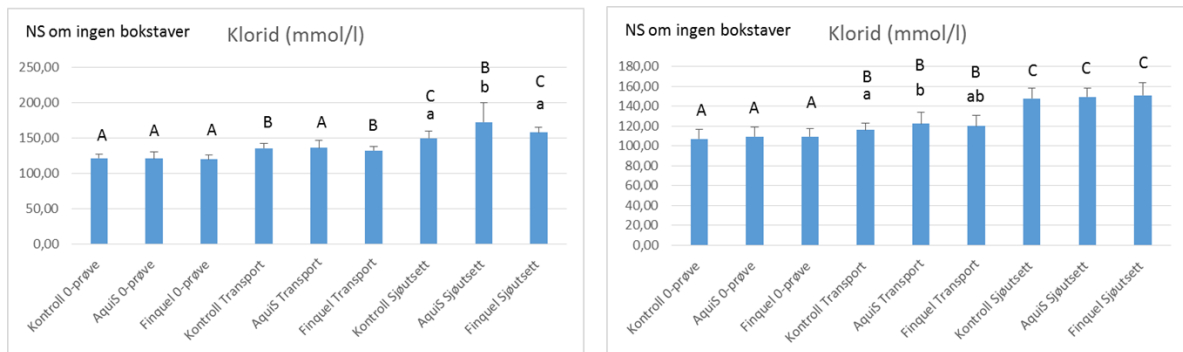 NS om ingen bokstaver
Klorid (mmol/l)
250,00
200,00
150,00
100,00
50,00
0,00
A
A
A
B
A
B
C
a
B
b
C
a
Kontroll 0-prøve
AquiS 0-prøve
Finquel 0-prøve
Kontroll Transport
AquiS Transport
Finquel Transport
Kontroll Sjøutsett
AquiS Sjøutsett
Finquel Sjøutsett
NS om ingen bokstaver
Klorid (mmol/l)
180,00
160,00
140,00
120,00
100,00
80,00
60,00
40,00
20,00
0,00
A
A
A
B
a
B
b
B
ab
C
C
C
Kontroll 0-prøve
AquiS 0-prøve
Finquel 0-prøve
Kontroll Transport
AquiS Transport
Finquel Transport
Kontroll Sjøutsett
AquiS Sjøutsett
Finquel Sjøutsett